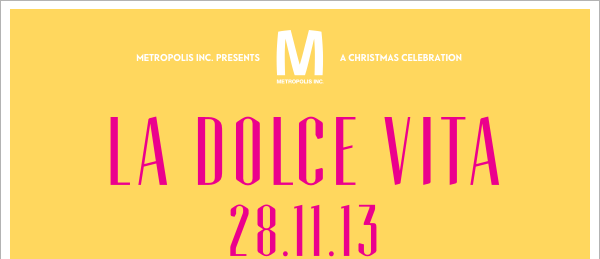 METROPOLIS INC. PRESENTS
M
METROPOLIS INC.
A CHRISTMAS CELEBRATION
LA DOLCE VITA
28.11.13